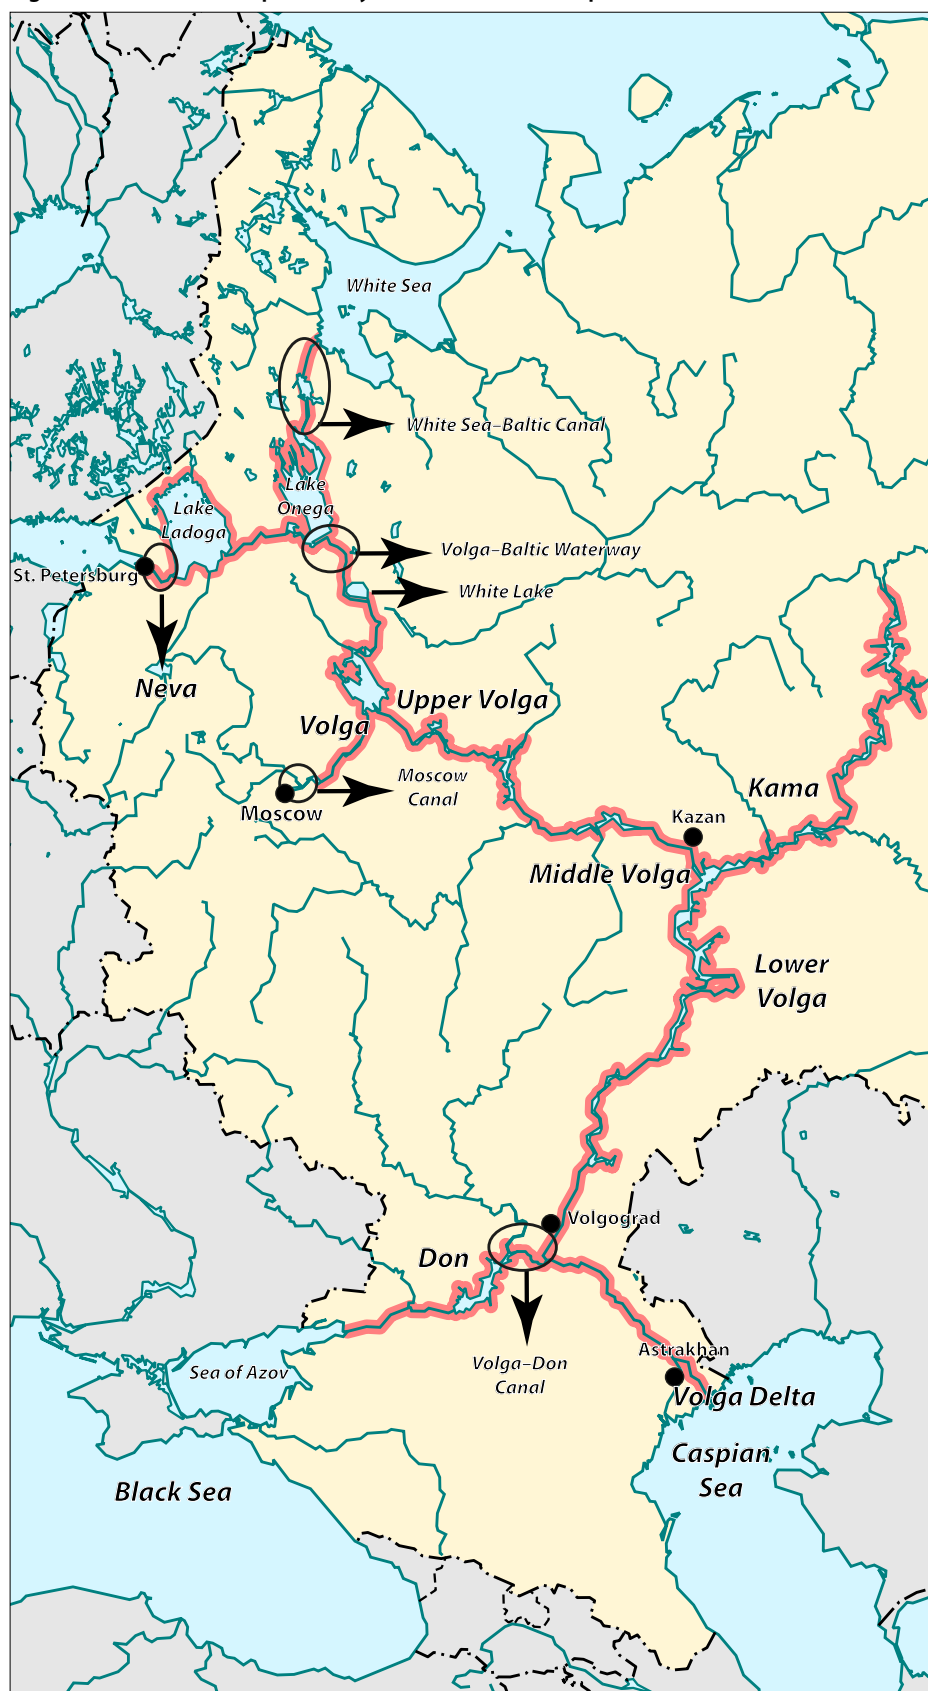 White Sea
White Sea–Baltic Canal
Lake
Onega
Lake
Ladoga
Volga–Baltic Waterway
St. Petersburg
White Lake
Neva
Upper Volga
Volga
Moscow
Canal
Kama
Moscow
Kazan
Middle Volga
Lower
Volga
Volgograd
Don
Astrakhan
Volga–Don
Canal
Sea of Azov
Volga Delta
Caspian
Sea
Black Sea